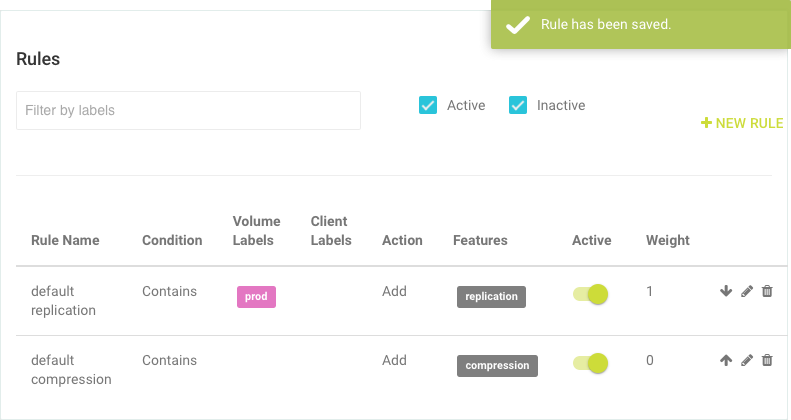 Rule has been saved.
Rules
Filter by labels
Active
Inactive
NEW RULE
Rule Name Condition Volume Labels Client Labels Action Features Active Weight
default replication Contains prod Add replication 1
default compression Contains Add compression 0